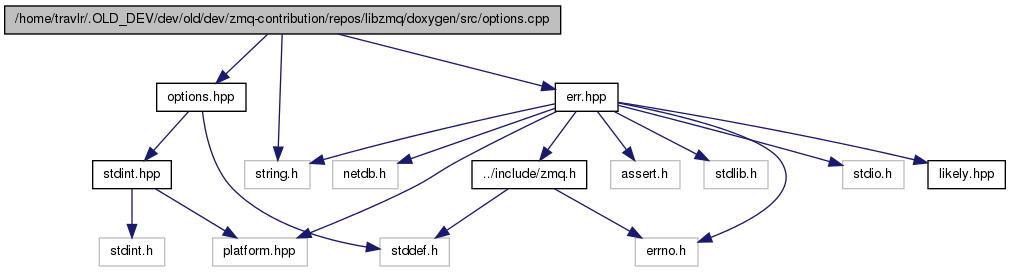 /home/travlr/.OLD_DEV/dev/old/dev/zmq-contribution/repos/libzmq/doxygen/src/options.cpp
options.hpp
err.hpp
stdint.hpp
string.h
netdb.h
../include/zmq.h
assert.h
stdlib.h
stdio.h
likely.hpp
stdint.h
platform.hpp
stddef.h
errno.h